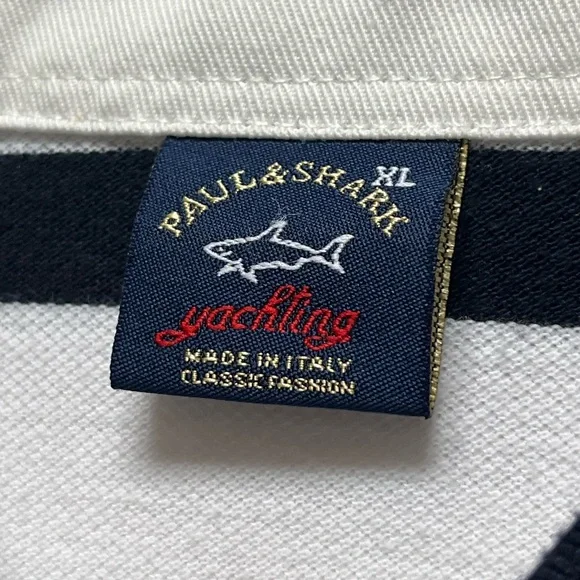 PAUL & SHARK
XL
yachting
MADE IN ITALY
CLASSIC FASHION